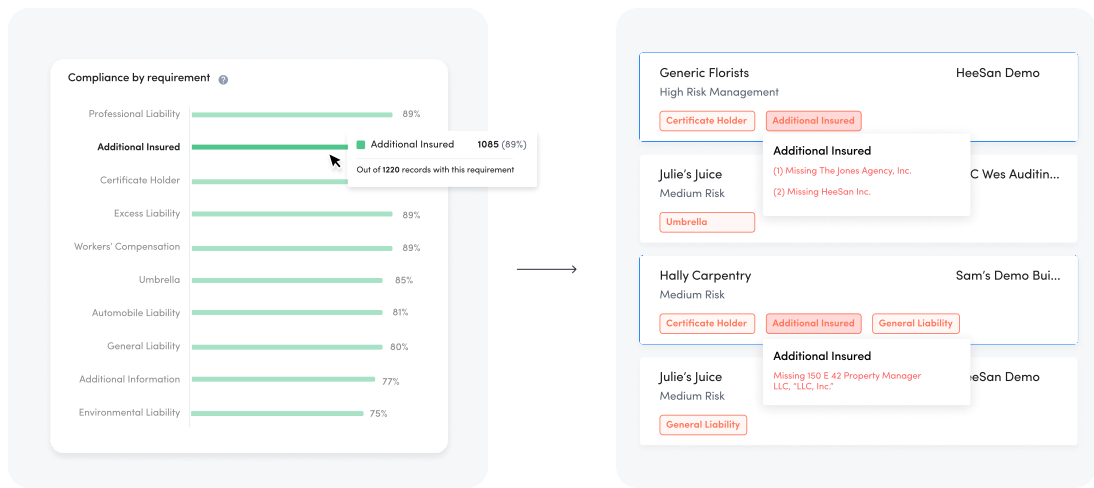 Compliance by requirement ?
Professional Liability 89%
Additional Insured
Additional Insured 1085 (89%)
Out of 1220 records with this requirement
Certificate Holder
Excess Liability 89%
Workers' Compensation 89%
Umbrella 85%
Automobile Liability 81%
General Liability 80%
Additional Information 77%
Environmental Liability 75%
Generic Florists HeeSan Demo
High Risk Management
Certificate Holder Additional Insured
Additional Insured
(1) Missing The Jones Agency, Inc.
(2) Missing HeeSan Inc.
Julie's Juice C Wes Auditin...
Medium Risk
Umbrella
Hally Carpentry Sam's Demo Bui...
Medium Risk
Certificate Holder Additional Insured General Liability
Additional Insured
Missing 150 E 42 Property Manager
LLC, "LLC, Inc."
Julie's Juice eeSan Demo
Medium Risk
General Liability